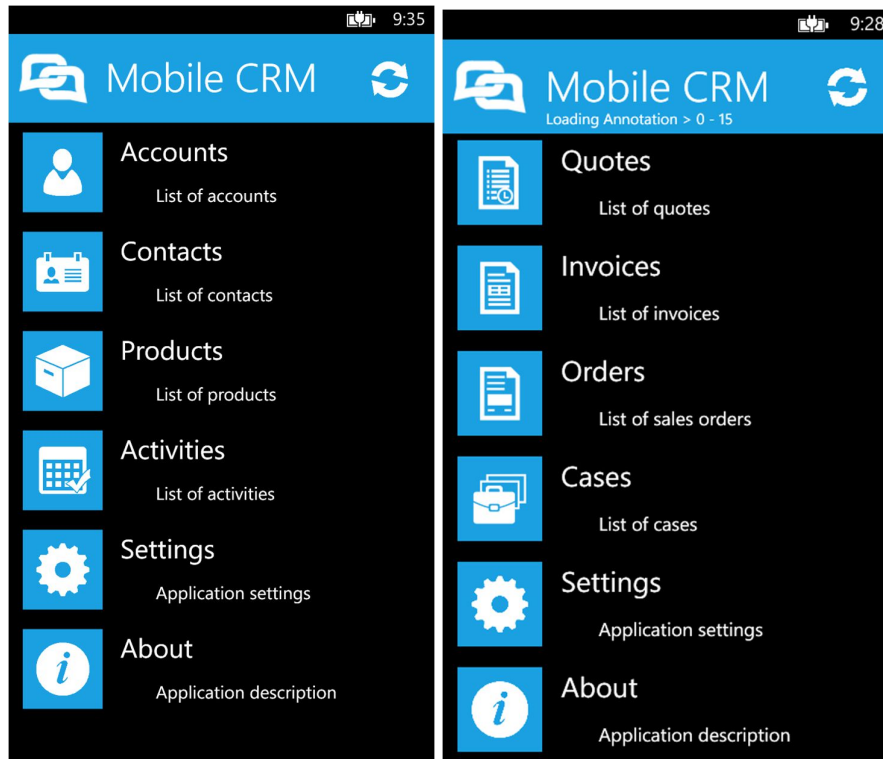 9:35
Mobile CRM
Accounts
List of accounts
Contacts
List of contacts
Products
List of products
Activities
List of activities
Settings
Application settings
i
About
Application description
9:28
Mobile CRM
Loading Annotation > 0 - 15
Quotes
List of quotes
Invoices
List of invoices
Orders
List of sales orders
Cases
List of cases
Settings
Application settings
i
About
Application description